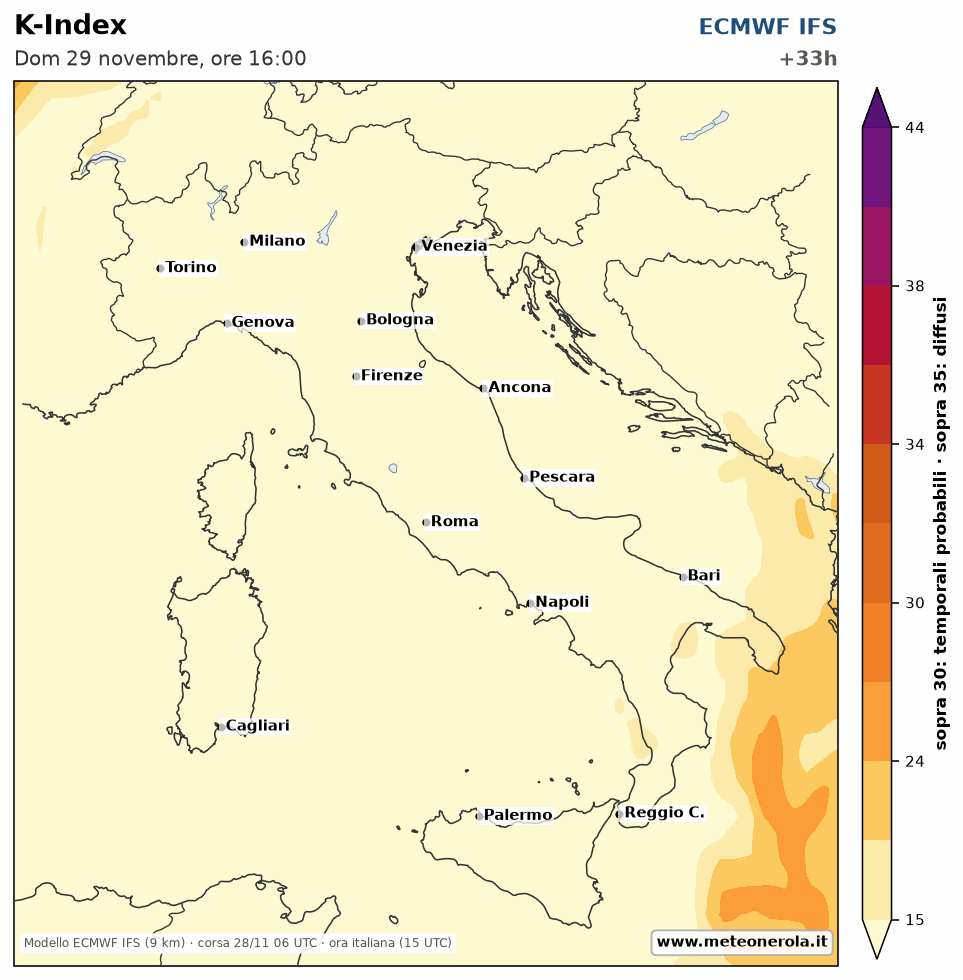 K-Index
ECMWF IFS
Dom 29 novembre, ore 16:00
+33h
Milano
Venezia
Torino
Genova
Bologna
Firenze
Ancona
Pescara
Roma
Bari
Napoli
Cagliari
Palermo
Reggio C.
44
38
34
30
24
15
sopra 30: temporali probabili · sopra 35: diffusi
Modello ECMWF IFS (9 km) · corsa 28/11 06 UTC · ora italiana (15 UTC)
www.meteonerola.it